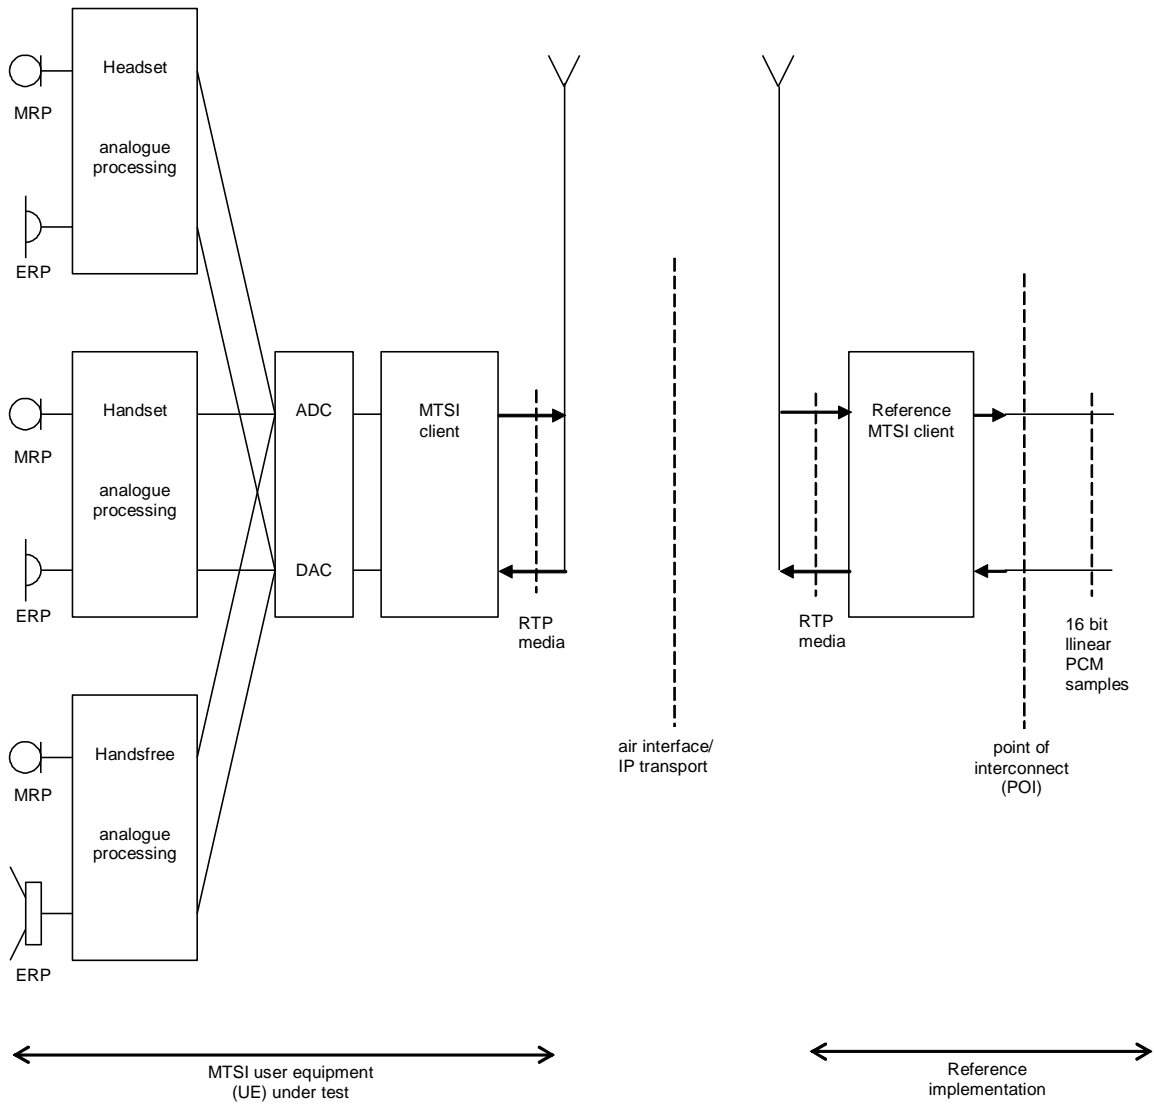 Headset
MRP
analogue
processing
ERP
Handset
MRP
analogue
processing
ERP
Handsfree
MRP
analogue
processing
ERP
ADC
DAC
MTSI
client
RTP
media
air interface/
IP transport
RTP
media
Reference
MTSI client
16 bit
llinear
PCM
samples
point of
interconnect
(POI)
MTSI user equipment
(UE) under test
Reference
implementation